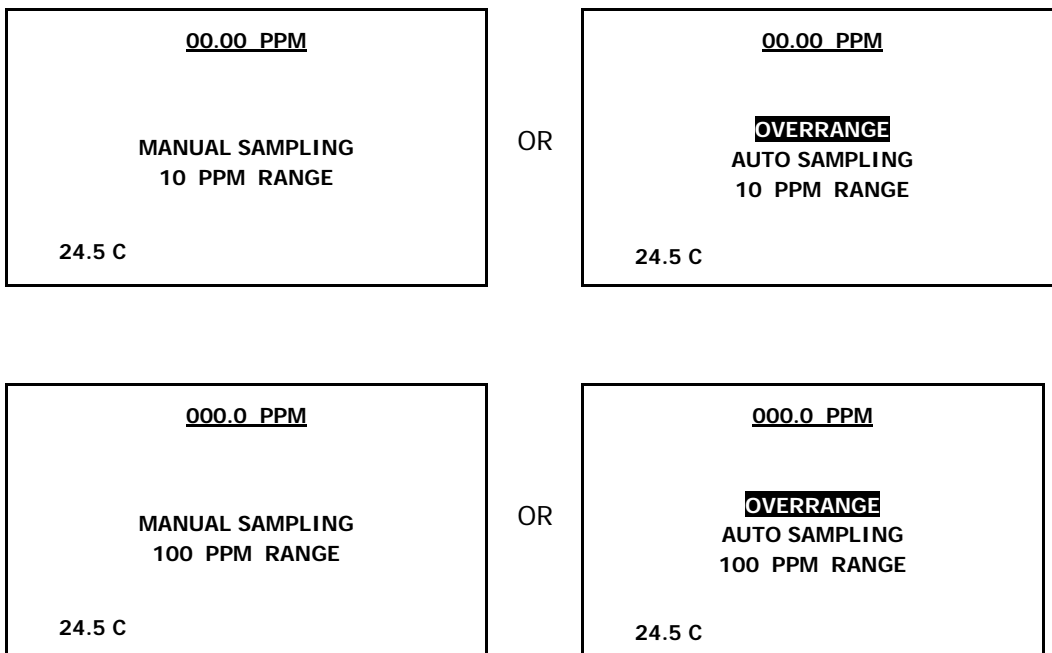 00.00 PPM
MANUAL SAMPLING
10 PPM RANGE
24.5 C
OR
00.00 PPM
OVERRANGE
AUTO SAMPLING
10 PPM RANGE
24.5 C
000.0 PPM
MANUAL SAMPLING
100 PPM RANGE
24.5 C
OR
000.0 PPM
OVERRANGE
AUTO SAMPLING
100 PPM RANGE
24.5 C